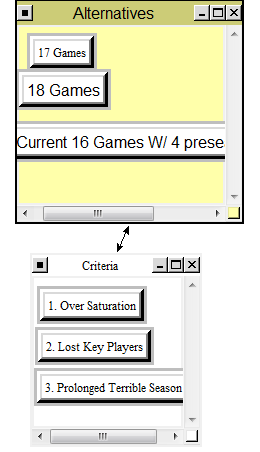 Alternatives
17 Games
18 Games
Current 16 Games W/ 4 prese
Criteria
1. Over Saturation
2. Lost Key Players
3. Prolonged Terrible Season